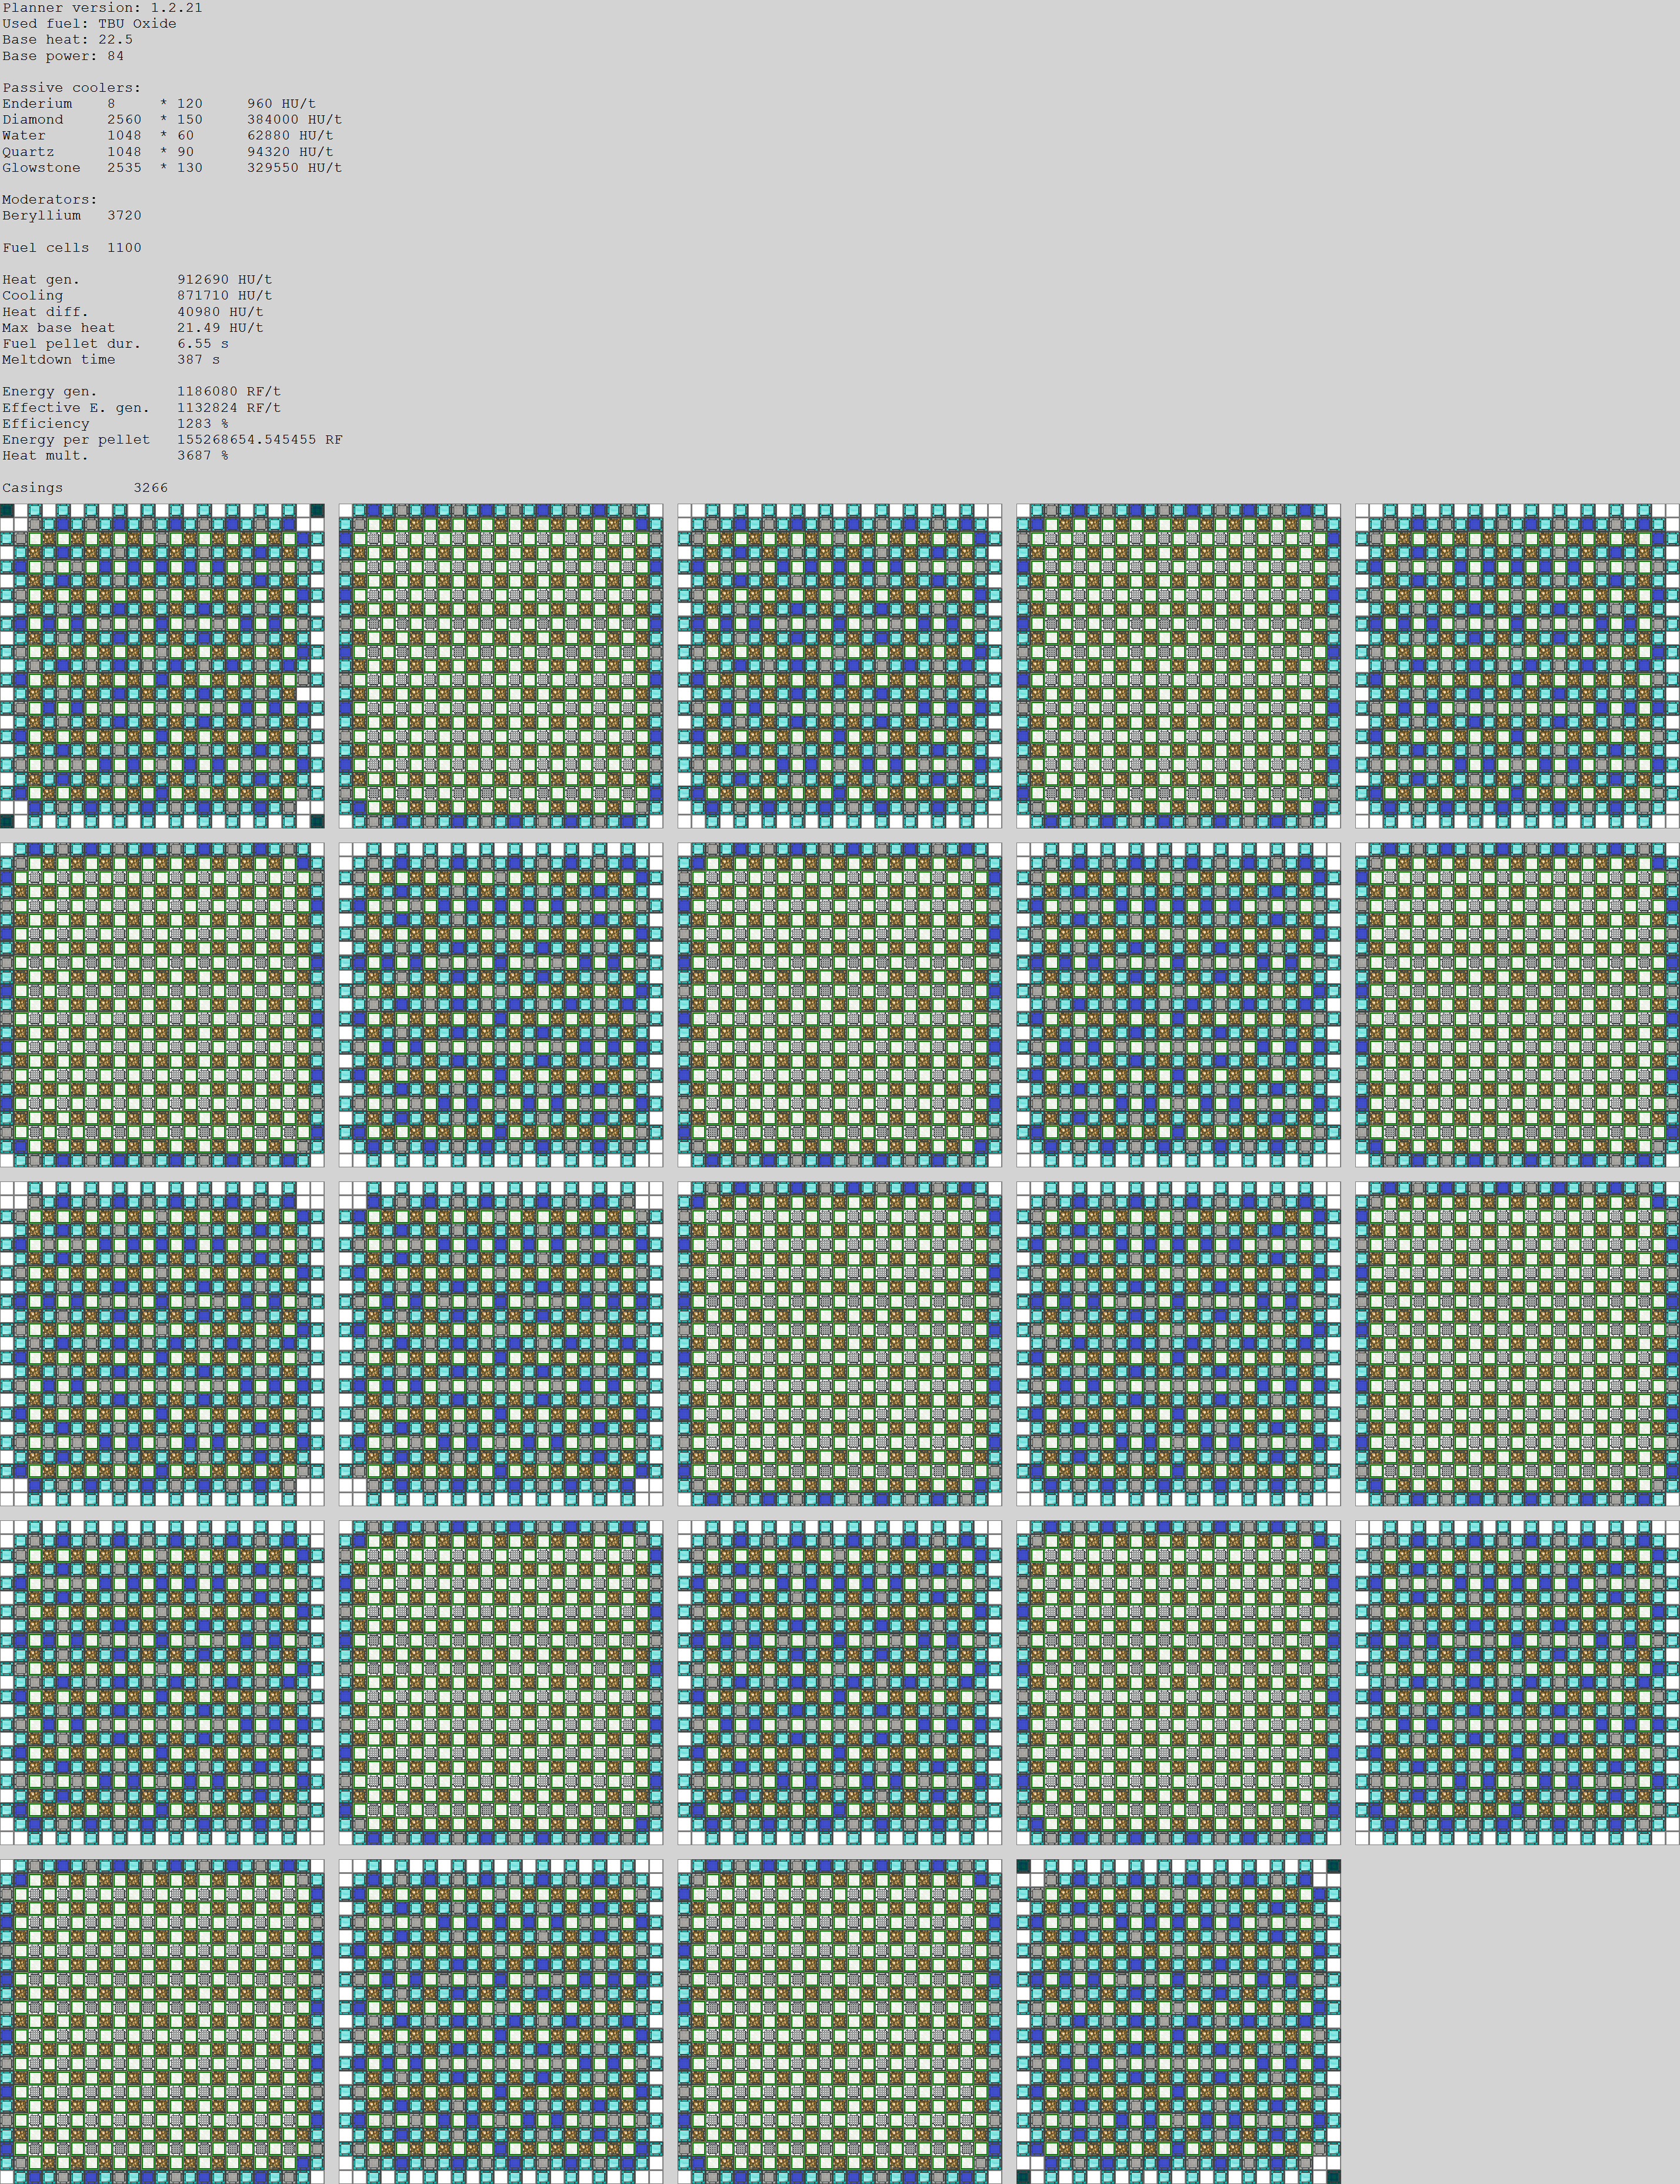 Planner version: 1.2.21
Used fuel: TBU Oxide
Base heat: 22.5
Base power: 84
Passive coolers:
Enderium 8 * 120 960 HU/t
Diamond 2560 * 150 384000 HU/t
Water 1048 * 60 62880 HU/t
Quartz 1048 * 90 94320 HU/t
Glowstone 2535 * 130 329550 HU/t
Moderators:
Beryllium 3720
Fuel cells 1100
Heat gen. 912690 HU/t
Cooling 871710 HU/t
Heat diff. 40980 HU/t
Max base heat 21.49 HU/t
Fuel pellet dur. 6.55 s
Meltdown time 387 s
Energy gen. 1186080 RF/t
Effective E. gen. 1132824 RF/t
Efficiency 1283 %
Energy per pellet 155268654.545455 RF
Heat mult. 3687 %
Casings 3266